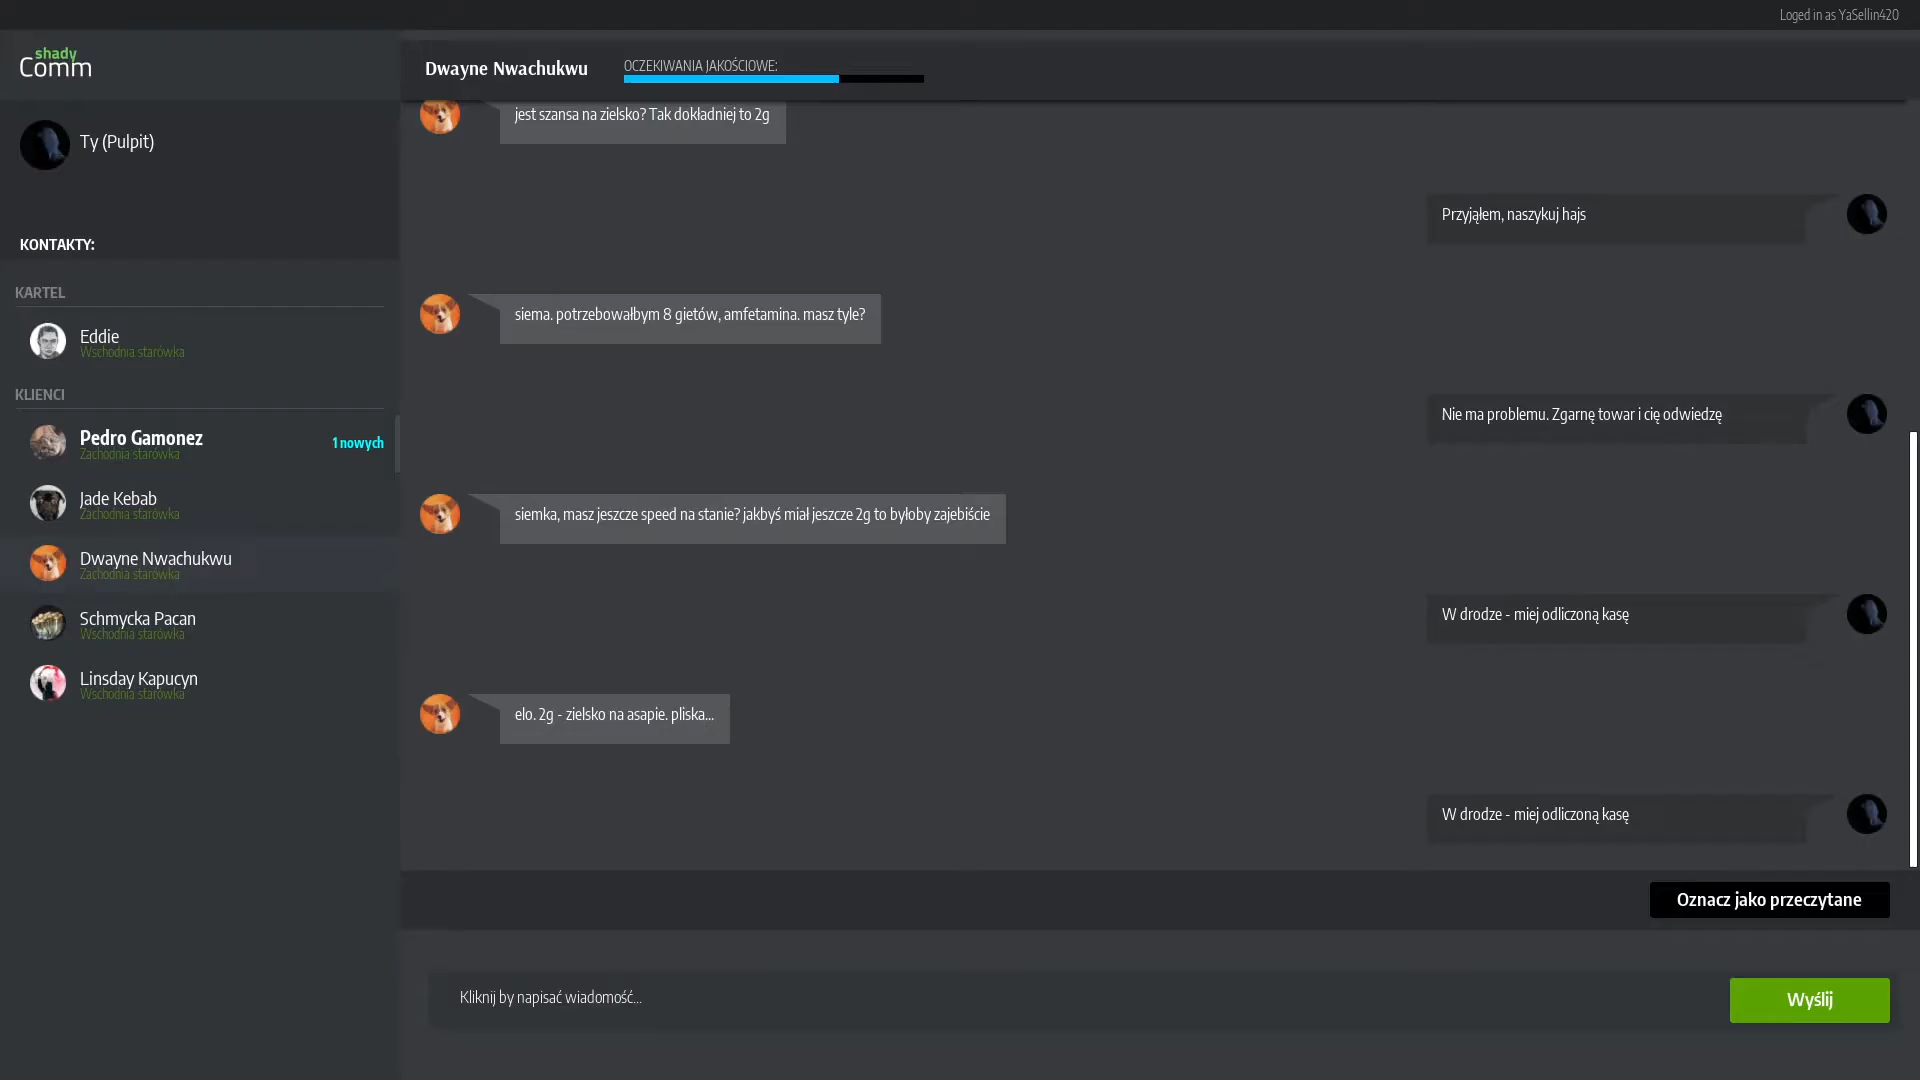 Loged in as YaSellin420
shady
Comm
Ty (Pulpit)
KONTAKTY:
KARTEL
Eddie
Wschodnia starówka
KLIENCI
Pedro Gamonez
1 nowych
Zachodnia starówka
Jade Kebab
Zachodnia starówka
Dwayne Nwachukwu
Zachodnia starówka
Schmycka Pacan
Wschodnia starówka
Linsday Kapucyn
Wschodnia starówka
Dwayne Nwachukwu
OCZEKIWANIA JAKOŚCIOWE:
jest szansa na zielsko? Tak dokładniej to 2g
Przyjąłem, naszykuj hajs
siema. potrzebowałbym 8 gietów, amfetamina. masz tyle?
Nie ma problemu. Zgarnę towar i cię odwiedzę
siemka, masz jeszcze speed na stanie? jakbyś miał jeszcze 2g to byłoby zajebiście
W drodze - miej odliczoną kasę
elo. 2g - zielsko na asapie. pliska...
W drodze - miej odliczoną kasę
Oznacz jako przeczytane
Kliknij by napisać wiadomość...
Wyślij